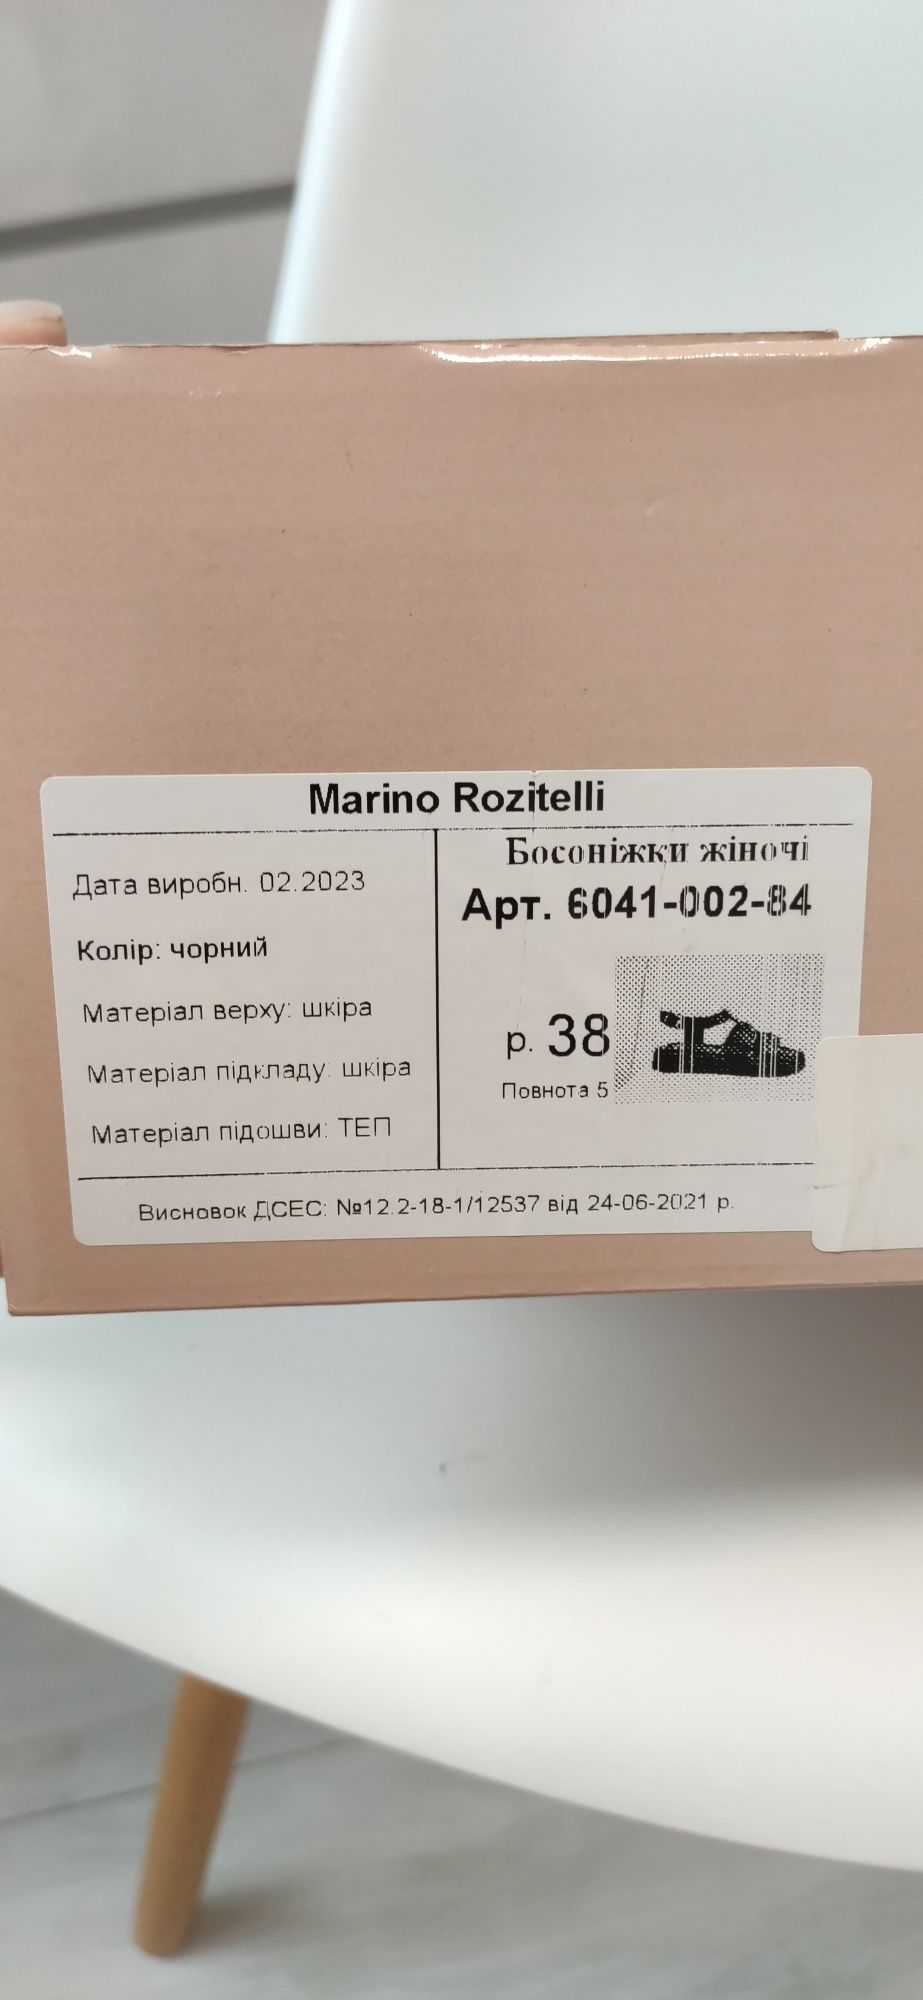 Marino Rozitelli
Дата виробн. 02.2023
Колір: чорний
Матеріал верху: шкіра
Матеріал підкладу: шкіра
Матеріал підошви: ТЕП
Босоніжки жіночі
Арт. 6041-002-84
р. 38
Повнота 5
Висновок ДСЕС: №12.2-18-1/12537 від 24-06-2021 р.